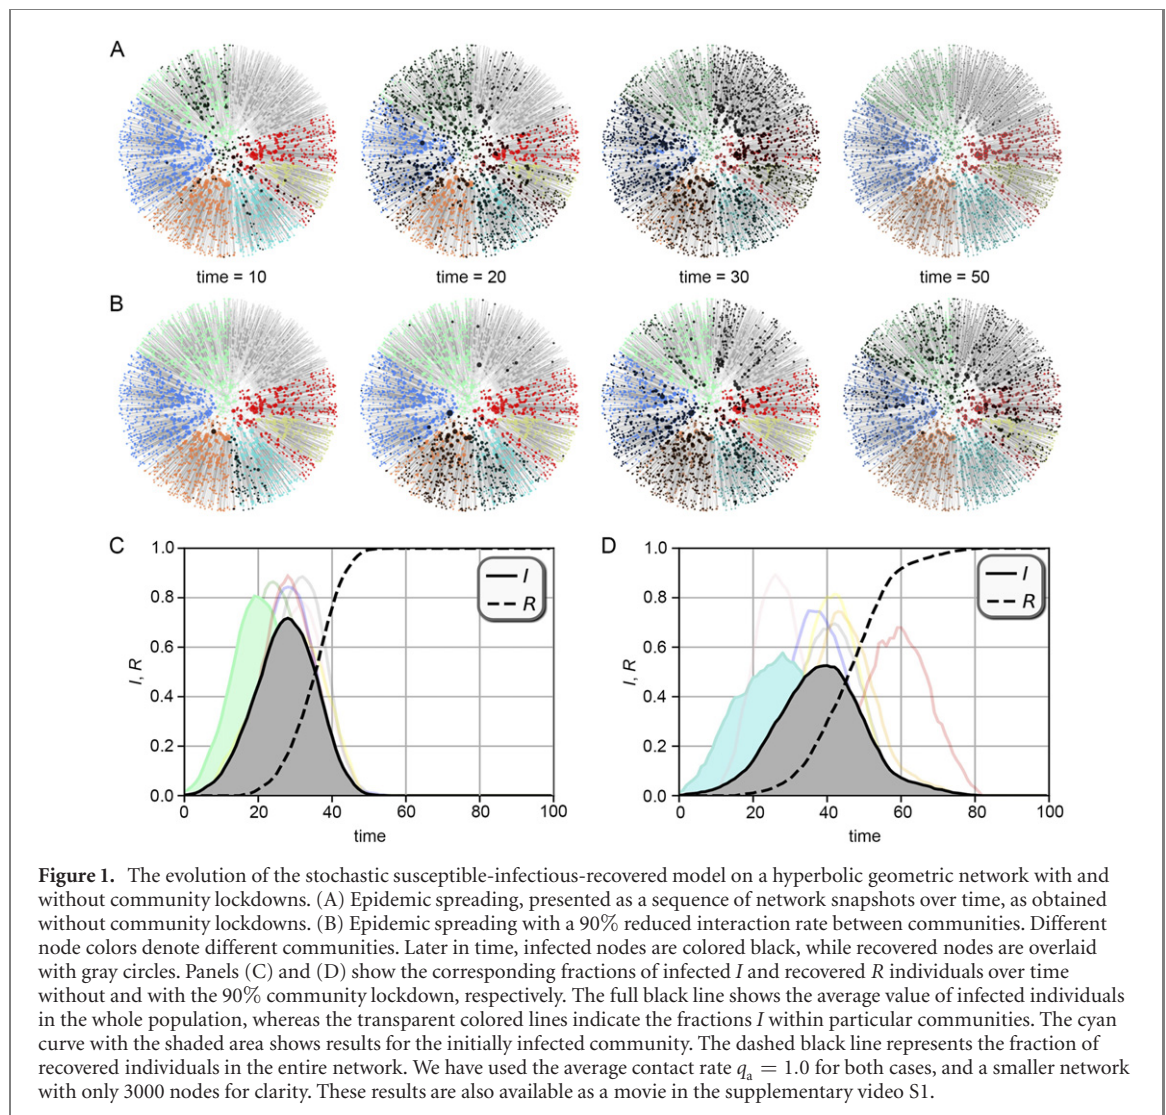 A
time = 10 time = 20 time = 30 time = 50
B
C D
1.0 1.0
I I
R R
0.8 0.8
0.6 0.6
I, R I, R
0.4 0.4
0.2 0.2
0.0 0.0
0 20 40 60 80 100 0 20 40 60 80 100
time time
Figure 1. The evolution of the stochastic susceptible-infectious-recovered model on a hyperbolic geometric network with and
without community lockdowns. (A) Epidemic spreading, presented as a sequence of network snapshots over time, as obtained
without community lockdowns. (B) Epidemic spreading with a 90% reduced interaction rate between communities. Different
node colors denote different communities. Later in time, infected nodes are colored black, while recovered nodes are overlaid
with gray circles. Panels (C) and (D) show the corresponding fractions of infected I and recovered R individuals over time
without and with the 90% community lockdown, respectively. The full black line shows the average value of infected individuals
in the whole population, whereas the transparent colored lines indicate the fractions I within particular communities. The cyan
curve with the shaded area shows results for the initially infected community. The dashed black line represents the fraction of
recovered individuals in the entire network. We have used the average contact rate qₐ = 1.0 for both cases, and a smaller network
with only 3000 nodes for clarity. These results are also available as a movie in the supplementary video S1.